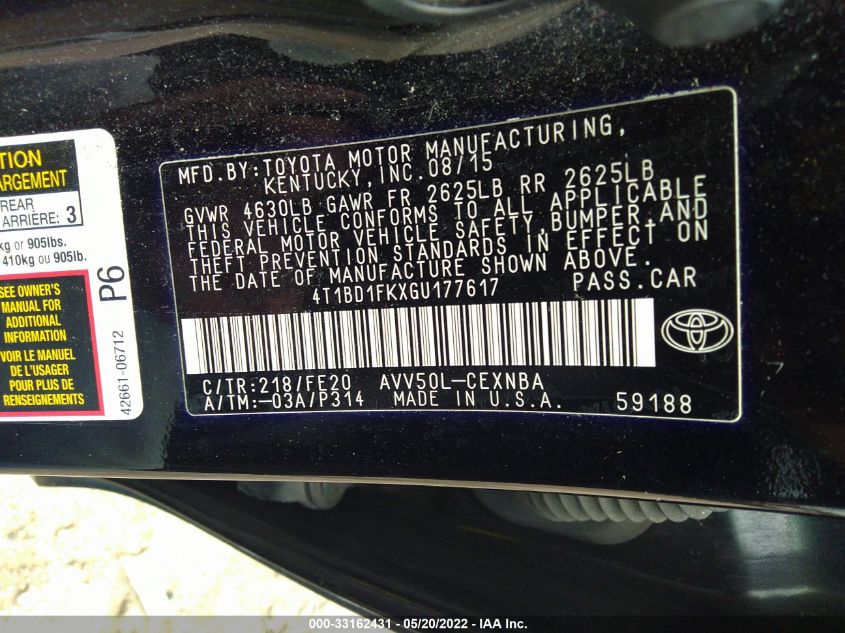 TION
ARGEMENT
REAR
ARRIÈRE: 3
kg or 905lbs.
410kg ou 905lb.
SEE OWNER'S
MANUAL FOR
ADDITIONAL
INFORMATION
VOIR LE MANUEL
DE L'USAGER
POUR PLUS DE
RENSEIGNEMENTS
P6
42661-06712
MFD.BY:TOYOTA MOTOR MANUFACTURING,
KENTUCKY, INC. 08/15
GVWR 4630LB GAWR FR 2625LB RR 2625LB
THIS VEHICLE CONFORMS TO ALL APPLICABLE
FEDERAL MOTOR VEHICLE SAFETY,BUMPER,AND
THEFT PREVENTION STANDARDS IN EFFECT ON
THE DATE OF MANUFACTURE SHOWN ABOVE.
4T1BD1FKXGU177617 PASS.CAR
C/TR:218/FE20 AVV50L-CEXNBA
A/TM:-03A/P314 MADE IN U.S.A. 59188
000-33162431 - 05/20/2022 - IAA Inc.